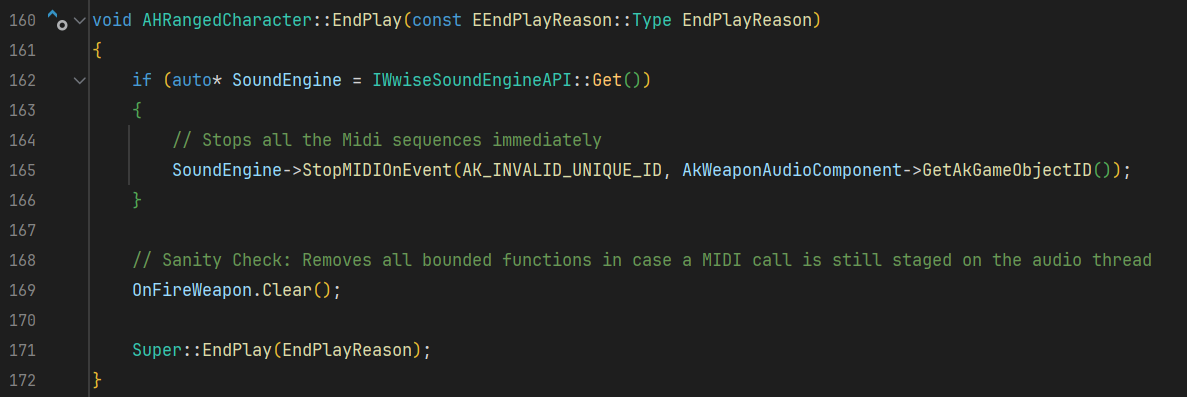 160 void AHRangedCharacter::EndPlay(const EEndPlayReason::Type EndPlayReason)
161 {
162     if (auto* SoundEngine = IWwiseSoundEngineAPI::Get())
163     {
164         // Stops all the Midi sequences immediately
165         SoundEngine->StopMIDIOnEvent(AK_INVALID_UNIQUE_ID, AkWeaponAudioComponent->GetAkGameObjectID());
166     }
167
168     // Sanity Check: Removes all bounded functions in case a MIDI call is still staged on the audio thread
169     OnFireWeapon.Clear();
170
171     Super::EndPlay(EndPlayReason);
172 }